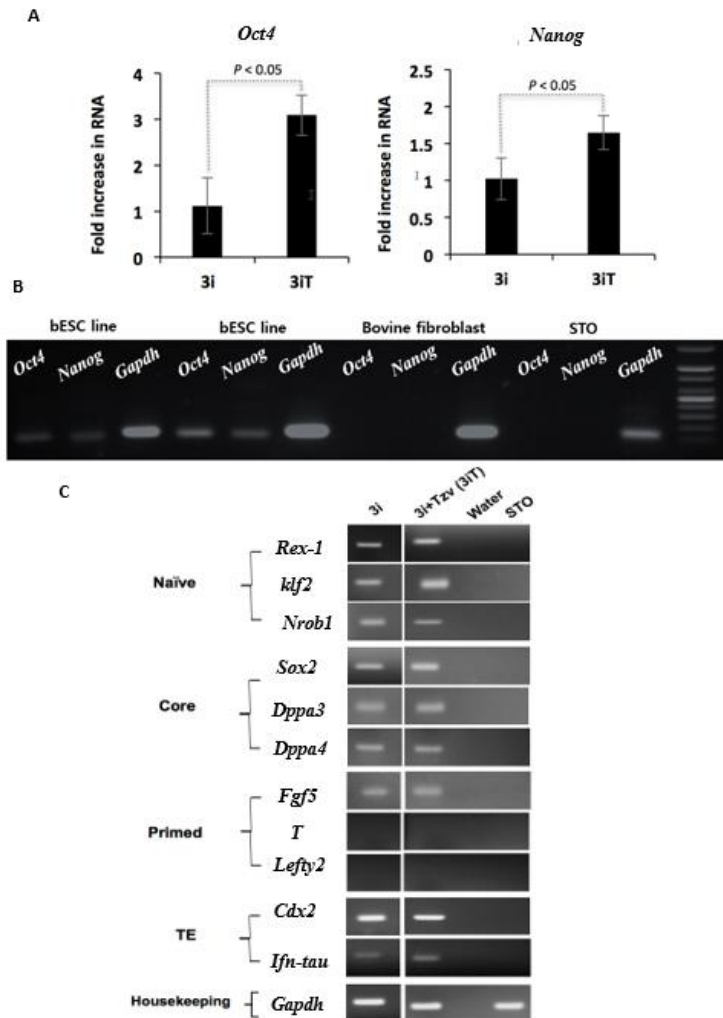 A
Oct4
Nanog
Fold increase in RNA
4
3
2
1
0
P < 0.05
3i
3iT
Fold increase in RNA
2.5
2
1.5
1
0.5
0
P < 0.05
3i
3iT
B
bESC line bESC line Bovine fibroblast STO
Oct4 Nanog Gapdh Oct4 Nanog Gapdh Oct4 Nanog Gapdh Oct4 Nanog Gapdh
C
3i 3i+Tzv (3iT) Water STO
Naïve
Rex-1
klf2
Nrob1
Core
Sox2
Dppa3
Dppa4
Primed
Fgf5
T
Lefty2
TE
Cdx2
Ifn-tau
Housekeeping
Gapdh